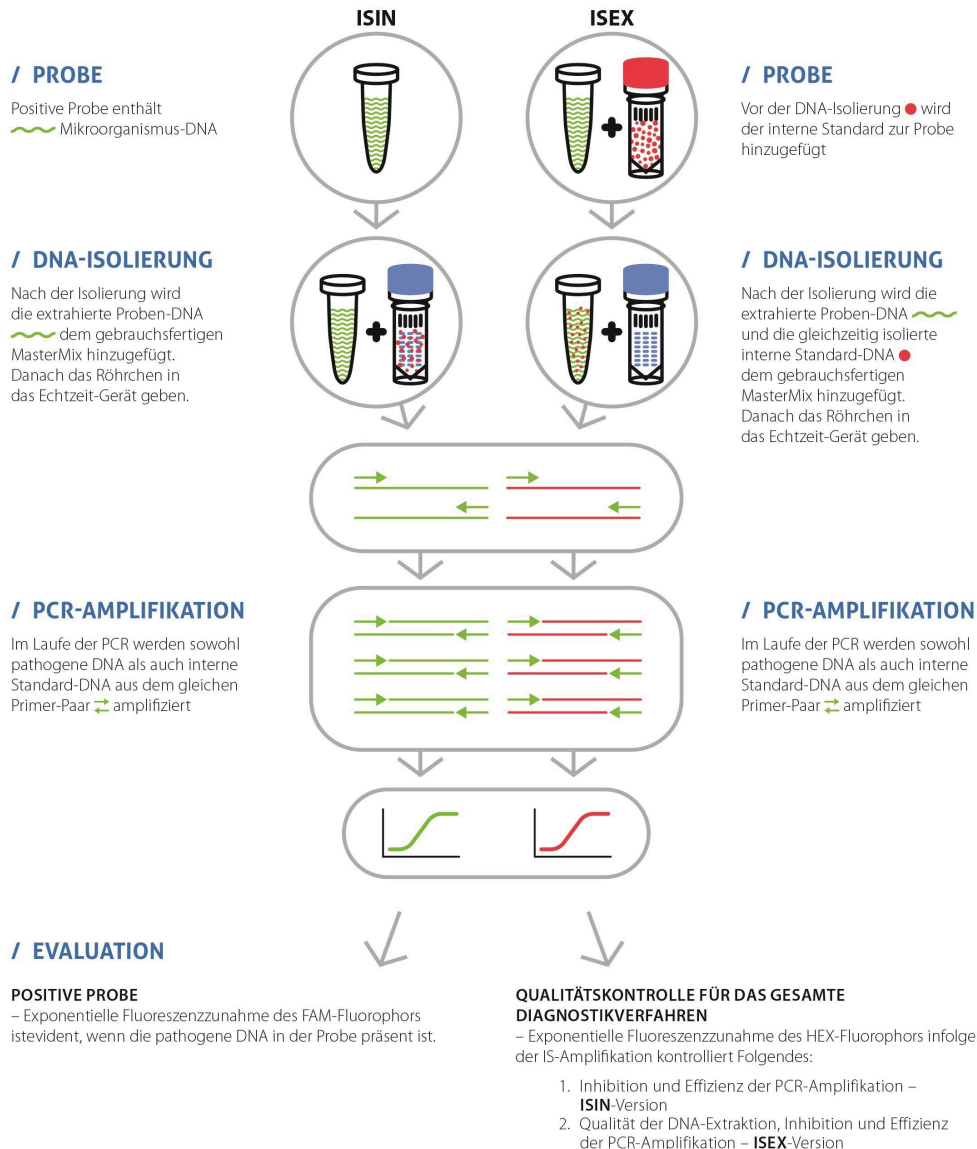 ISIN
ISEX
/ PROBE
Positive Probe enthält
Mikroorganismus-DNA
/ PROBE
Vor der DNA-Isolierung wird
der interne Standard zur Probe
hinzugefügt
/ DNA-ISOLIERUNG
Nach der Isolierung wird
die extrahierte Proben-DNA
dem gebrauchsfertigen
MasterMix hinzugefügt.
Danach das Röhrchen in
das Echtzeit-Gerät geben.
/ DNA-ISOLIERUNG
Nach der Isolierung wird die
extrahierte Proben-DNA
und die gleichzeitig isolierte
interne Standard-DNA
dem gebrauchsfertigen
MasterMix hinzugefügt.
Danach das Röhrchen in
das Echtzeit-Gerät geben.
/ PCR-AMPLIFIKATION
Im Laufe der PCR werden sowohl
pathogene DNA als auch interne
Standard-DNA aus dem gleichen
Primer-Paar amplifiziert
/ PCR-AMPLIFIKATION
Im Laufe der PCR werden sowohl
pathogene DNA als auch interne
Standard-DNA aus dem gleichen
Primer-Paar amplifiziert
/ EVALUATION
POSITIVE PROBE
– Exponentielle Fluoreszenzzunahme des FAM-Fluorophors
istevident, wenn die pathogene DNA in der Probe präsent ist.
QUALITÄTSKONTROLLE FÜR DAS GESAMTE
DIAGNOSTIKVERFAHREN
– Exponentielle Fluoreszenzzunahme des HEX-Fluorophors infolge
der IS-Amplifikation kontrolliert Folgendes:
1. Inhibition und Effizienz der PCR-Amplifikation –
ISIN-Version
2. Qualität der DNA-Extraktion, Inhibition und Effizienz
der PCR-Amplifikation – ISEX-Version